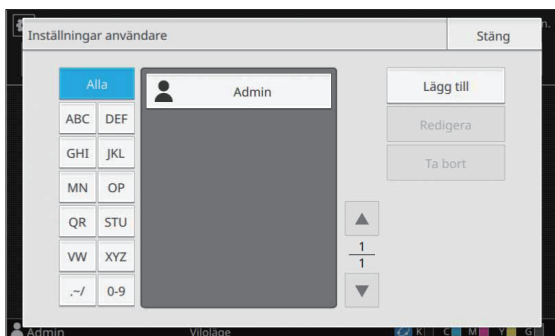 Inställningar användare
Stäng
Alla
Admin
Lägg till
ABC DEF
Redigera
GHI JKL
Ta bort
MN OP
QR STU
VW XYZ
1
1
.~/ 0-9
Admin
Viloläge
K C M Y G